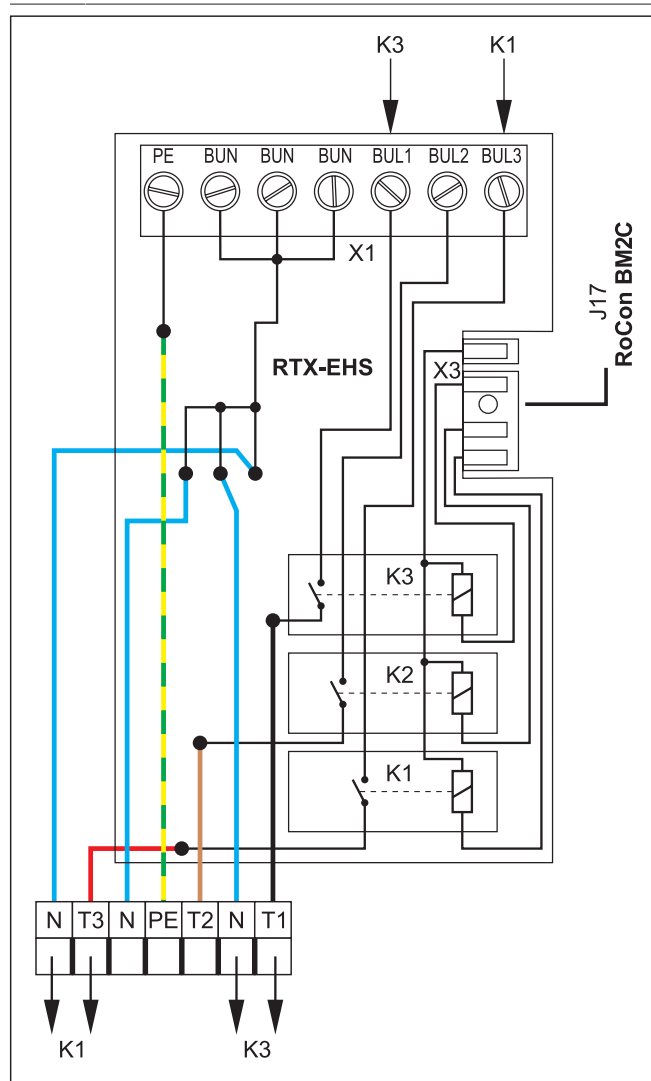 K3 K1
PE BUN BUN BUN BUL1 BUL2 BUL3
X1
J17
RoCon BM2C
RTX-EHS
X3
K3
K2
K1
N T3 N PE T2 N T1
K1 K3